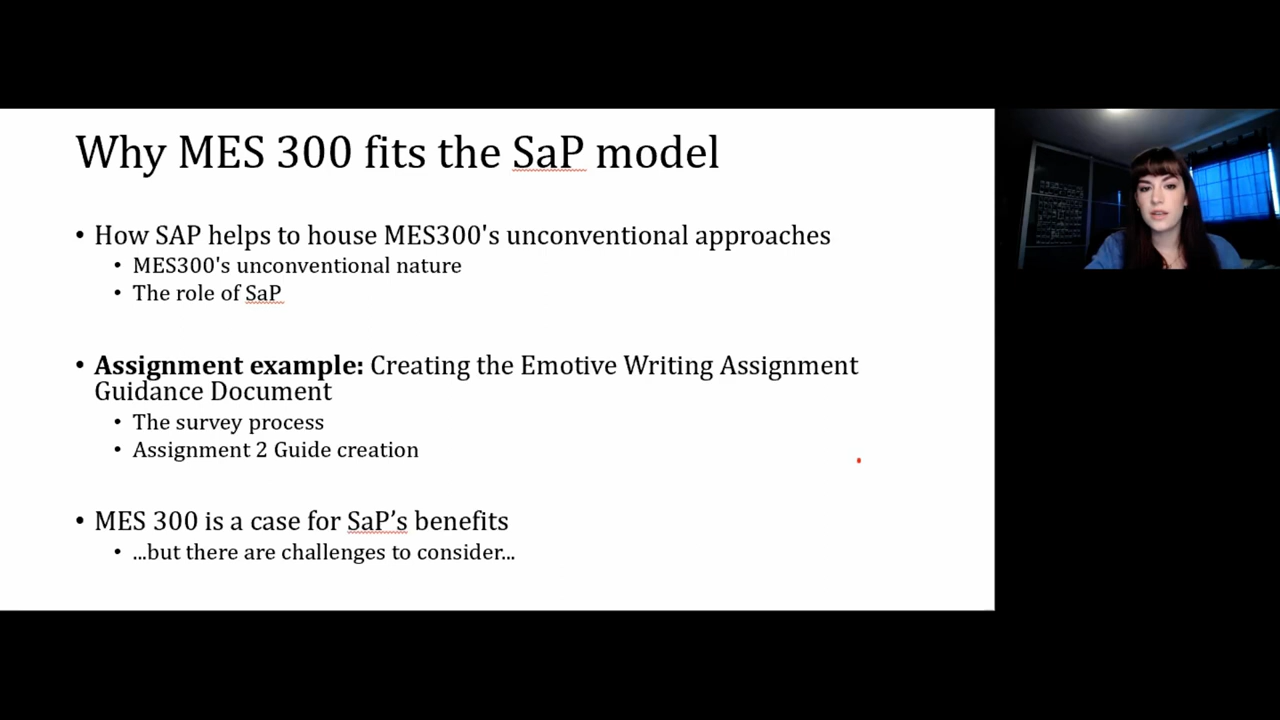 Why MES 300 fits the SaP model
• How SAP helps to house MES300's unconventional approaches
• MES300's unconventional nature
• The role of SaP
• Assignment example: Creating the Emotive Writing Assignment
Guidance Document
• The survey process
• Assignment 2 Guide creation
• MES 300 is a case for SaP’s benefits
• ...but there are challenges to consider...